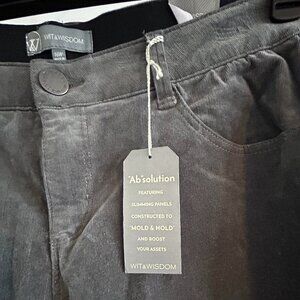 WIT&WISDOM
"Ab"solution
FEATURING
SLIMMING PANELS
CONSTRUCTED TO
"MOLD & HOLD"
AND BOOST
YOUR ASSETS
WIT&WISDOM